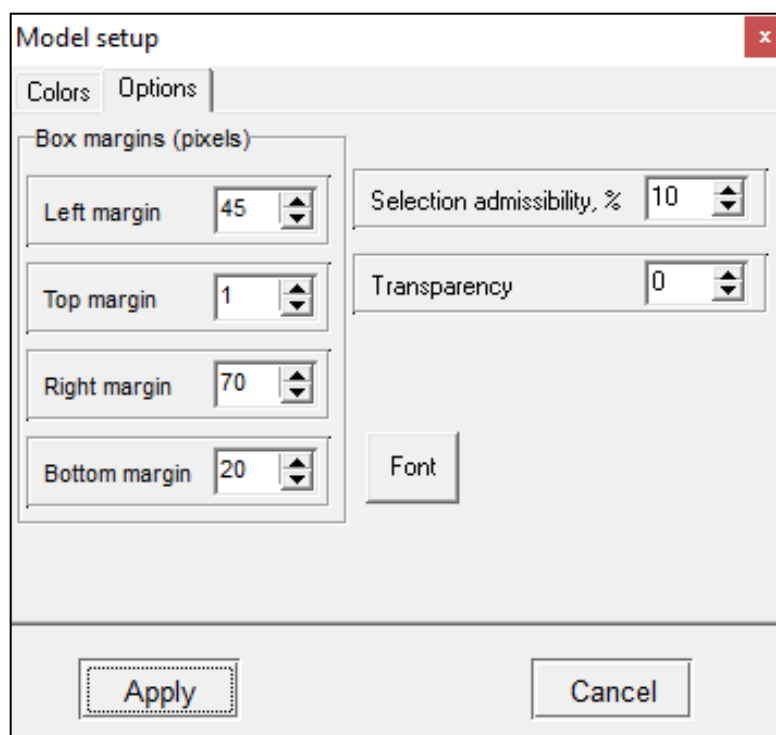 Model setup
x
Colors Options
Box margins (pixels)
Left margin 45
Selection admissibility, % 10
Top margin 1
Transparency 0
Right margin 70
Bottom margin 20
Font
Apply Cancel